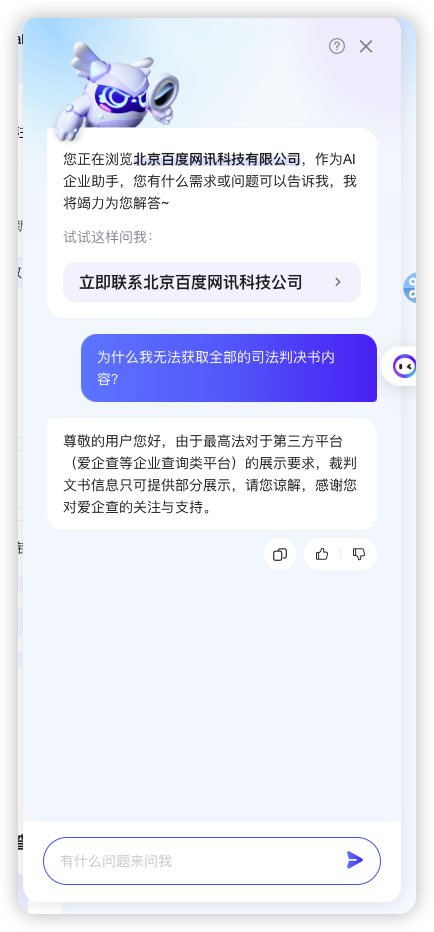 您正在浏览北京百度网讯科技有限公司，作为AI
企业助手，您有什么需求或问题可以告诉我，我
将竭力为您解答~
试试这样问我：
立即联系北京百度网讯科技公司
为什么我无法获取全部的司法判决书内
容？
尊敬的用户您好，由于最高法对于第三方平台
（爱企查等企业查询类平台）的展示要求，裁判
文书信息只可提供部分展示，请您谅解，感谢您
对爱企查的关注与支持。
有什么问题来问我